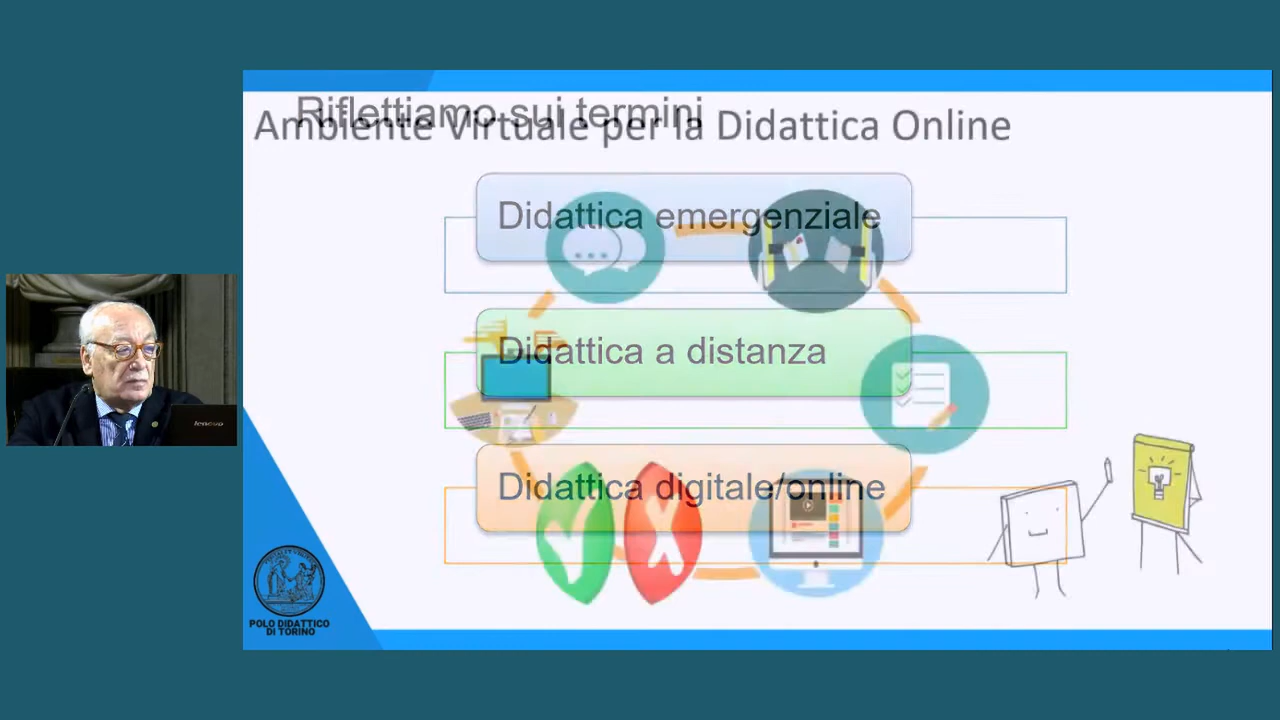 Riflettiamo sui termini
Ambiente Virtuale per la Didattica Online
Didattica emergenziale
Didattica a distanza
Didattica digitale/online
lenovo
POLO DIDATTICO
DI TORINO